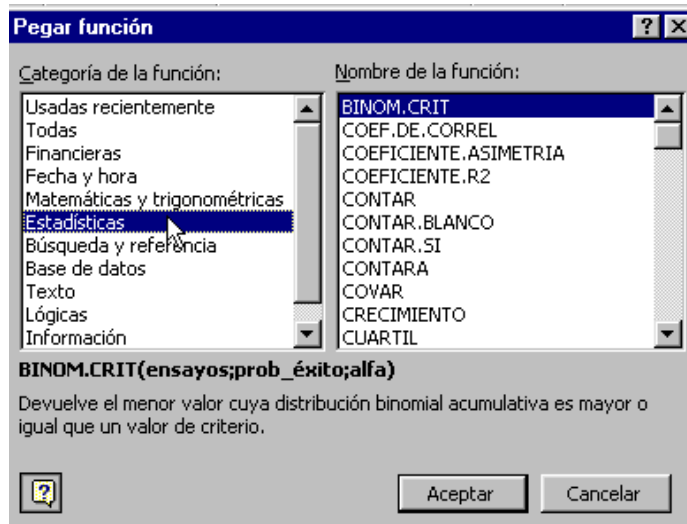 Pegar función
Categoría de la función:
Usadas recientemente
Todas
Financieras
Fecha y hora
Matemáticas y trigonométricas
Estadísticas
Búsqueda y referencia
Base de datos
Texto
Lógicas
Información
Nombre de la función:
BINOM.CRIT
COEF.DE.CORREL
COEFICIENTE.ASIMETRIA
COEFICIENTE.R2
CONTAR
CONTAR.BLANCO
CONTAR.SI
CONTARA
COVAR
CRECIMIENTO
CUARTIL
BINOM.CRIT(ensayos;prob_éxito;alfa)
Devuelve el menor valor cuya distribución binomial acumulativa es mayor o
igual que un valor de criterio.
Aceptar
Cancelar